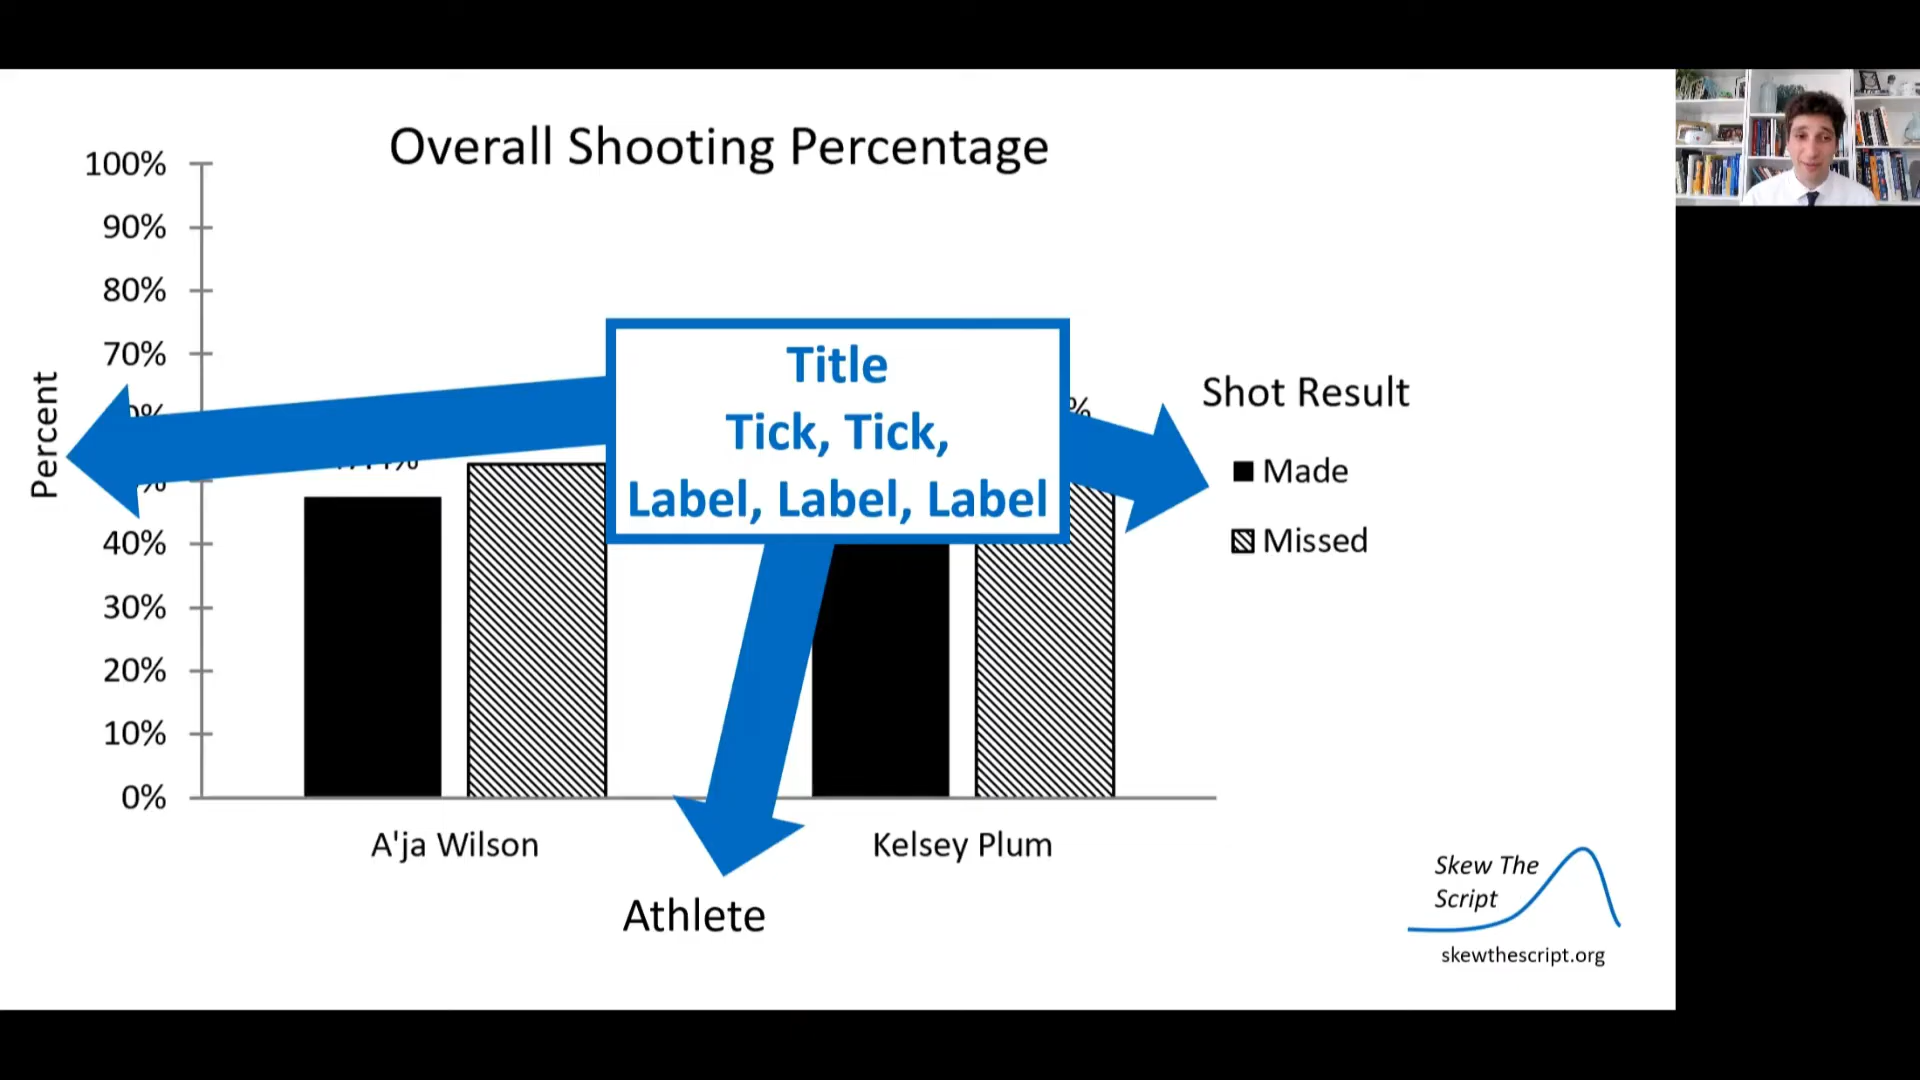 Overall Shooting Percentage
100%
90%
80%
70%
40%
30%
20%
10%
0%
Percent
Title
Tick, Tick,
Label, Label, Label
%
Shot Result
Made
Missed
A'ja Wilson
Kelsey Plum
Athlete
Skew The
Script
skewthescript.org